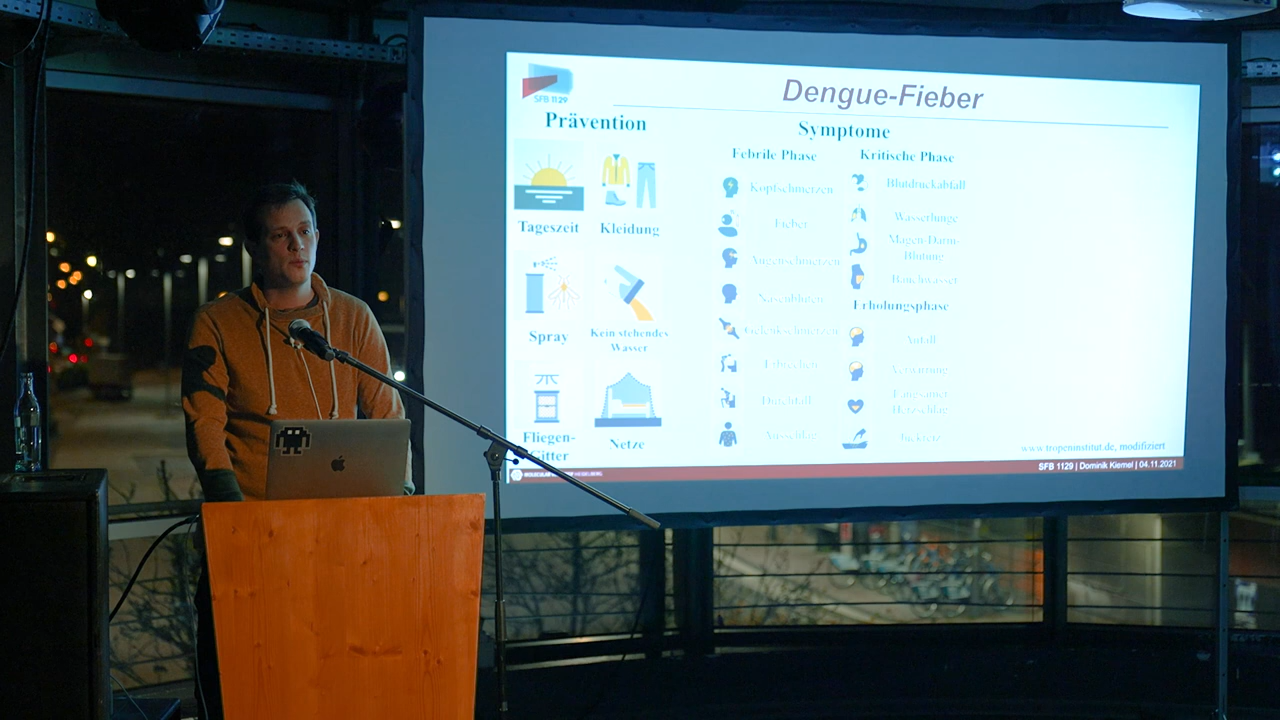 SFB 1129
Dengue-Fieber
Prävention
Tageszeit
Kleidung
Spray
Kein stehendes
Wasser
Fliegen-
Gitter
Netze
Symptome
Febrile Phase
Kopfschmerzen
Fieber
Augenschmerzen
Nasenbluten
Gelenkschmerzen
Erbrechen
Durchfall
Ausschlag
Kritische Phase
Blutdruckabfall
Wasserlunge
Magen-Darm-
Blutung
Bauchwasser
Erholungsphase
Anfall
Verwirrung
Langsamer
Herzschlag
Juckreiz
www.tropeninstitut.de, modifiziert
SFB 1129 | Dominik Kiemel | 04.11.2021